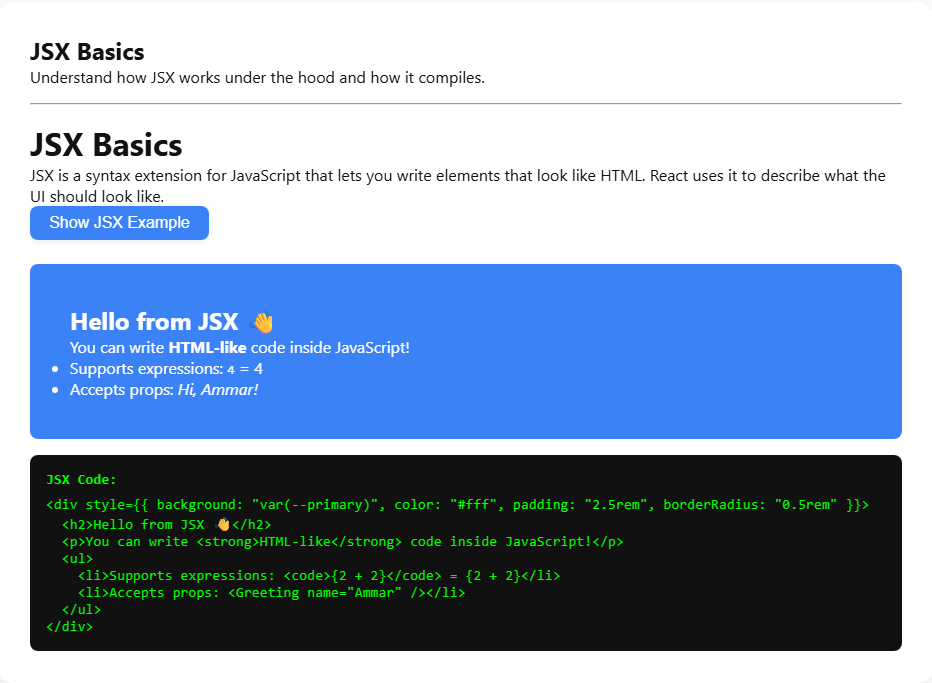 JSX Basics
Understand how JSX works under the hood and how it compiles.
JSX Basics
JSX is a syntax extension for JavaScript that lets you write elements that look like HTML. React uses it to describe what the
UI should look like.
Show JSX Example
Hello from JSX 👋
You can write HTML-like code inside JavaScript!
• Supports expressions: 4 = 4
• Accepts props: Hi, Ammar!
JSX Code:
<div style={{ background: "var(--primary)", color: "#fff", padding: "2.5rem", borderRadius: "0.5rem" }}>
  <h2>Hello from JSX 👋</h2>
  <p>You can write <strong>HTML-like</strong> code inside JavaScript!</p>
  <ul>
    <li>Supports expressions: <code>{2 + 2}</code> = {2 + 2}</li>
    <li>Accepts props: <Greeting name="Ammar" /></li>
  </ul>
</div>